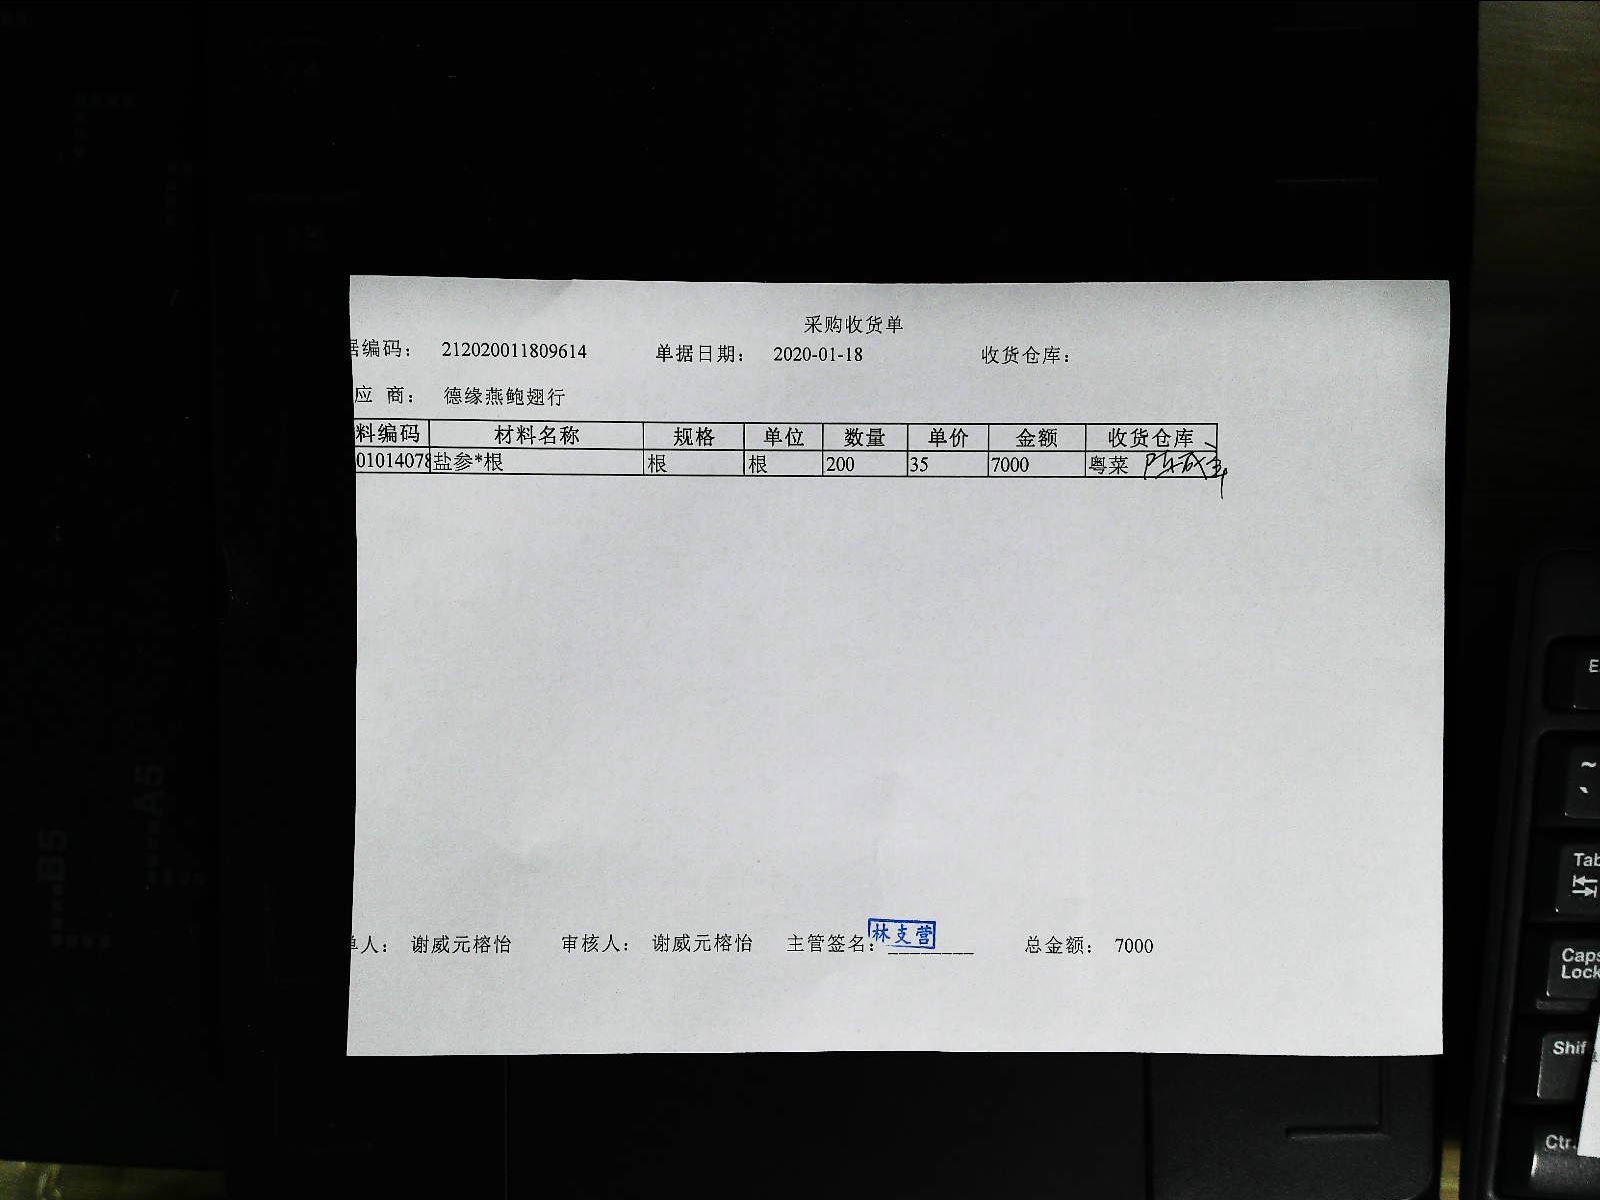 采购收货单
据编码： 212020011809614 单据日期： 2020-01-18 收货仓库：
应 商： 德缘燕鲍翅行
料编码 材料名称 规格 单位 数量 单价 金额 收货仓库
01014078 盐参*根 根 根 200 35 7000 粤菜
单人： 谢威元榕怡 审核人： 谢威元榕怡 主管签名： 林支营 总金额： 7000
B5
A5
E
~
Tab
Caps
Lock
Shif
Ctr